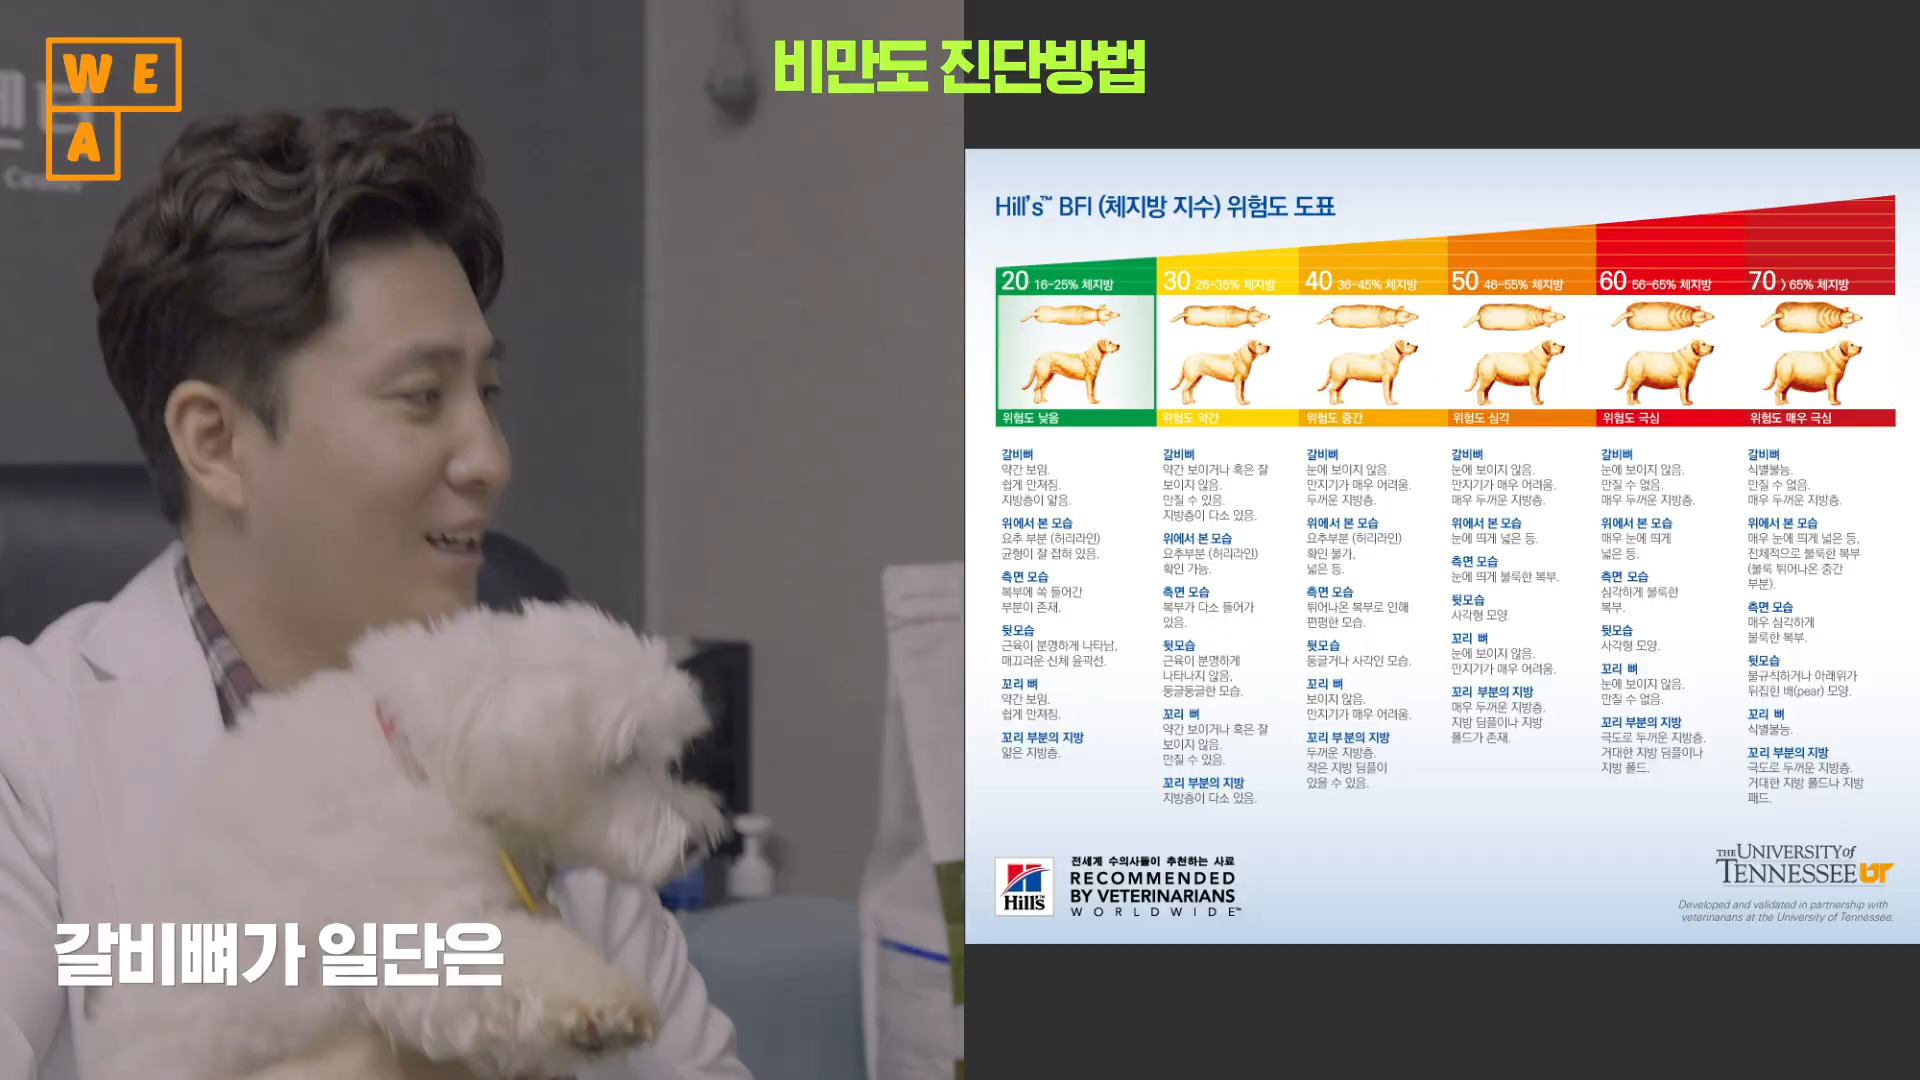 WE
A
비만도 진단방법
Hill's™ BFI (체지방 지수) 위험도 도표
20 16-25% 체지방
30 26-35% 체지방
40 36-45% 체지방
50 46-55% 체지방
60 56-65% 체지방
70 > 65% 체지방
위험도 낮음
위험도 약간
위험도 중간
위험도 심각
위험도 극심
위험도 매우 극심
갈비뼈
약간 보임.
쉽게 만져짐.
지방층이 얇음.
위에서 본 모습
요추 부분 (허리라인)
균형이 잘 잡혀 있음.
측면 모습
복부에 쏙 들어간
부분이 존재.
뒷모습
근육이 분명하게 나타남,
매끄러운 신체 윤곽선.
꼬리 뼈
약간 보임.
쉽게 만져짐.
꼬리 부분의 지방
얇은 지방층.
갈비뼈
약간 보이거나 혹은 잘
보이지 않음.
만질 수 있음.
지방층이 다소 있음.
위에서 본 모습
요추부분 (허리라인)
확인 가능.
측면 모습
복부가 다소 들어가
있음.
뒷모습
근육이 분명하게
나타나지 않음,
둥글둥글한 모습.
꼬리 뼈
약간 보이거나 혹은 잘
보이지 않음.
만질 수 있음.
꼬리 부분의 지방
지방층이 다소 있음.
갈비뼈
눈에 보이지 않음.
만지기가 매우 어려움.
두꺼운 지방층.
위에서 본 모습
요추부분 (허리라인)
확인 불가,
넓은 등.
측면 모습
튀어나온 복부로 인해
편평한 모습.
뒷모습
둥글거나 사각인 모습.
꼬리 뼈
보이지 않음.
만지기가 매우 어려움.
꼬리 부분의 지방
두꺼운 지방층.
작은 지방 딤플이
있을 수 있음.
갈비뼈
눈에 보이지 않음.
만지기가 매우 어려움.
매우 두꺼운 지방층.
위에서 본 모습
눈에 띄게 넓은 등.
측면 모습
눈에 띄게 불룩한 복부.
뒷모습
사각형 모양.
꼬리 뼈
눈에 보이지 않음.
만지기가 매우 어려움.
꼬리 부분의 지방
매우 두꺼운 지방층.
지방 딤플이나 지방
폴드가 존재.
갈비뼈
눈에 보이지 않음.
만질 수 없음.
매우 두꺼운 지방층.
위에서 본 모습
매우 눈에 띄게
넓은 등.
측면 모습
심각하게 불룩한
복부.
뒷모습
사각형 모양.
꼬리 뼈
눈에 보이지 않음.
만질 수 없음.
꼬리 부분의 지방
극도로 두꺼운 지방층.
거대한 지방 딤플이나
지방 폴드.
갈비뼈
식별불능.
만질 수 없음.
매우 두꺼운 지방층.
위에서 본 모습
매우 눈에 띄게 넓은 등,
전체적으로 불룩한 복부
(불룩 튀어나온 중간
부분).
측면 모습
매우 심각하게
불룩한 복부.
뒷모습
불규칙하거나 아래위가
뒤집힌 배(pear) 모양.
꼬리 뼈
식별불능.
꼬리 부분의 지방
극도로 두꺼운 지방층.
거대한 지방 폴드나 지방
패드.
Hill's
전세계 수의사들이 추천하는 사료
RECOMMENDED
BY VETERINARIANS
WORLDWIDE™
THE UNIVERSITY of
TENNESSEE UT
Developed and validated in partnership with
veterinarians at the University of Tennessee.
갈비뼈가 일단은